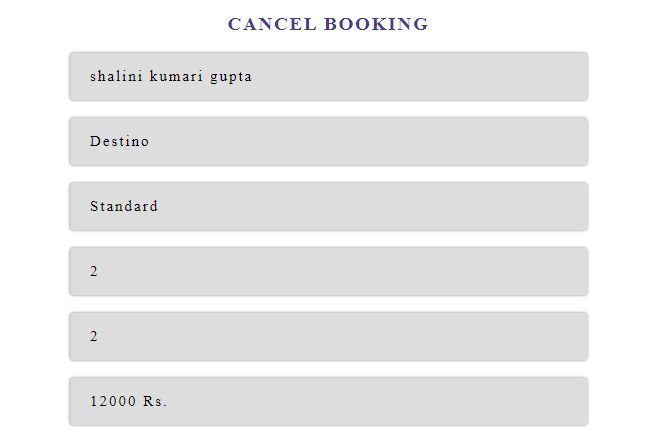 CANCEL BOOKING
shalini kumari gupta
Destino
Standard
2
2
12000 Rs.